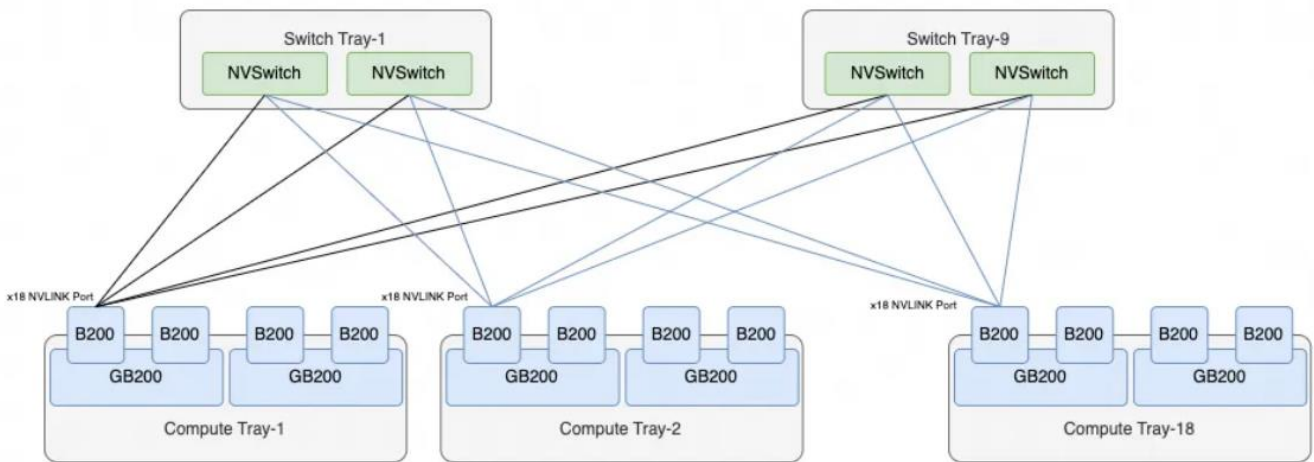 Switch Tray-1
Switch Tray-9
NVSwitch
NVSwitch
NVSwitch
NVSwitch
x18 NVLINK Port
x18 NVLINK Port
x18 NVLINK Port
B200
B200
B200
B200
B200
B200
B200
B200
B200
B200
B200
B200
GB200
GB200
GB200
GB200
GB200
GB200
Compute Tray-1
Compute Tray-2
Compute Tray-18